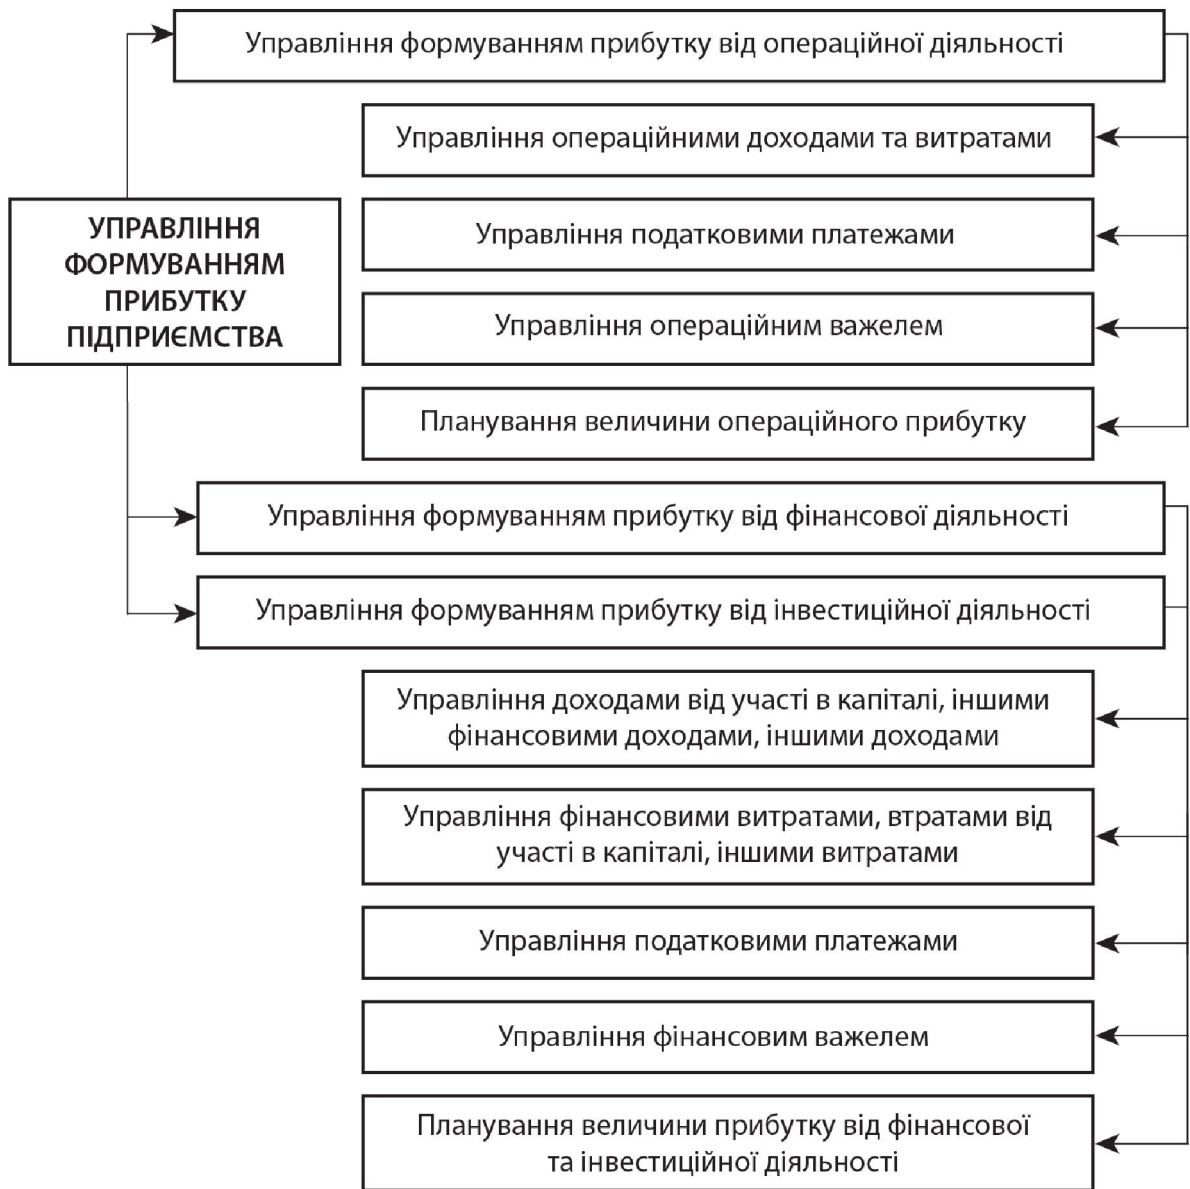 Управління формуванням прибутку від операційної діяльності
Управління операційними доходами та витратами
УПРАВЛІННЯ
ФОРМУВАННЯМ
ПРИБУТКУ
ПІДПРИЄМСТВА
Управління податковими платежами
Управління операційним важелем
Планування величини операційного прибутку
Управління формуванням прибутку від фінансової діяльності
Управління формуванням прибутку від інвестиційної діяльності
Управління доходами від участі в капіталі, іншими
фінансовими доходами, іншими доходами
Управління фінансовими витратами, втратами від
участі в капіталі, іншими витратами
Управління податковими платежами
Управління фінансовим важелем
Планування величини прибутку від фінансової
та інвестиційної діяльності